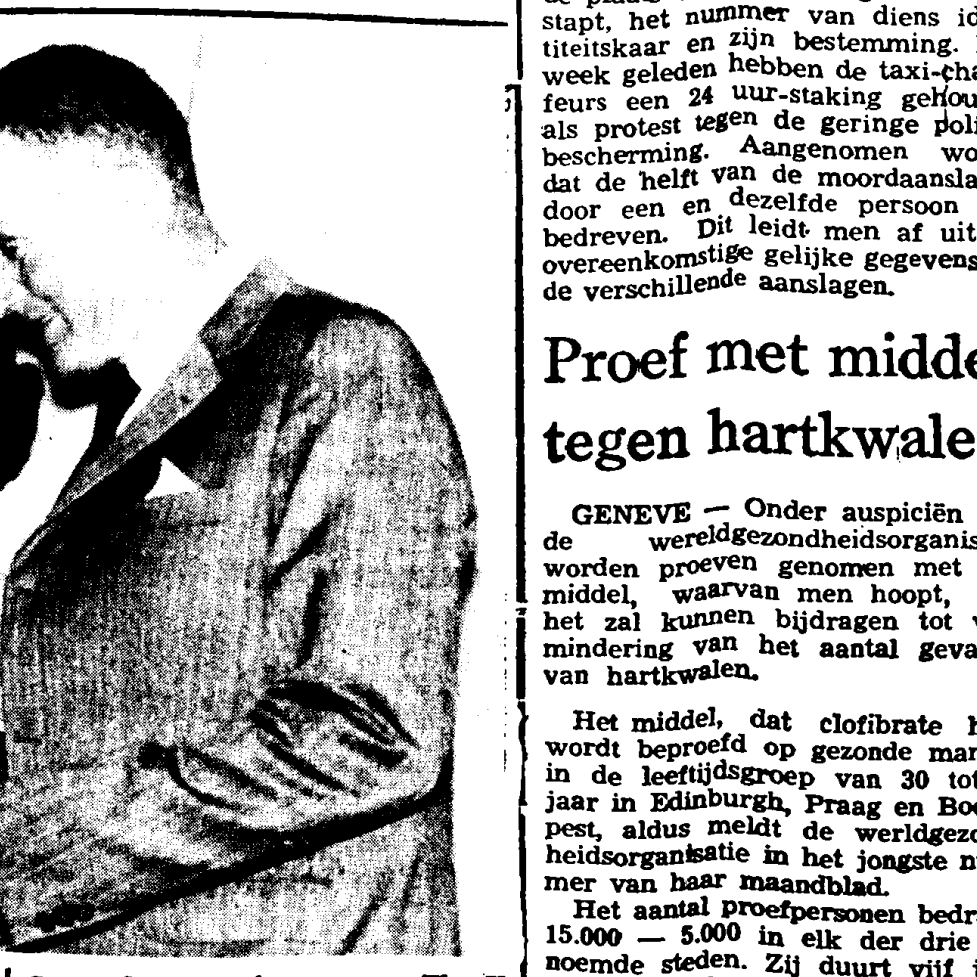 stapt, het nummer van diens id
titeitskaar en zijn bestemming.
week geleden hebben de taxi-cha
feurs een 24 uur-staking gehou
als protest tegen de geringe poli
bescherming. Aangenomen wo
dat de helft van de moordaansla
door een en dezelfde persoon
bedreven. Dit leidt men af uit
overeenkomstige gelijke gegevens
de verschillende aanslagen.
Proef met midde
tegen hartkwale
GENEVE — Onder auspiciën
de wereldgezondheidsorganis
worden proeven genomen met
middel, waarvan men hoopt,
het zal kunnen bijdragen tot v
mindering van het aantal geva
van hartkwalen.
Het middel, dat clofibrate h
wordt beproefd op gezonde man
in de leeftijdsgroep van 30 tot
jaar in Edinburgh, Praag en Boe
pest, aldus meldt de werldgezo
heidsorganisatie in het jongste n
mer van haar maandblad.
Het aantal proefpersonen bedr
15.000 — 5.000 in elk der drie
noemde steden. Zij duurt vijf j